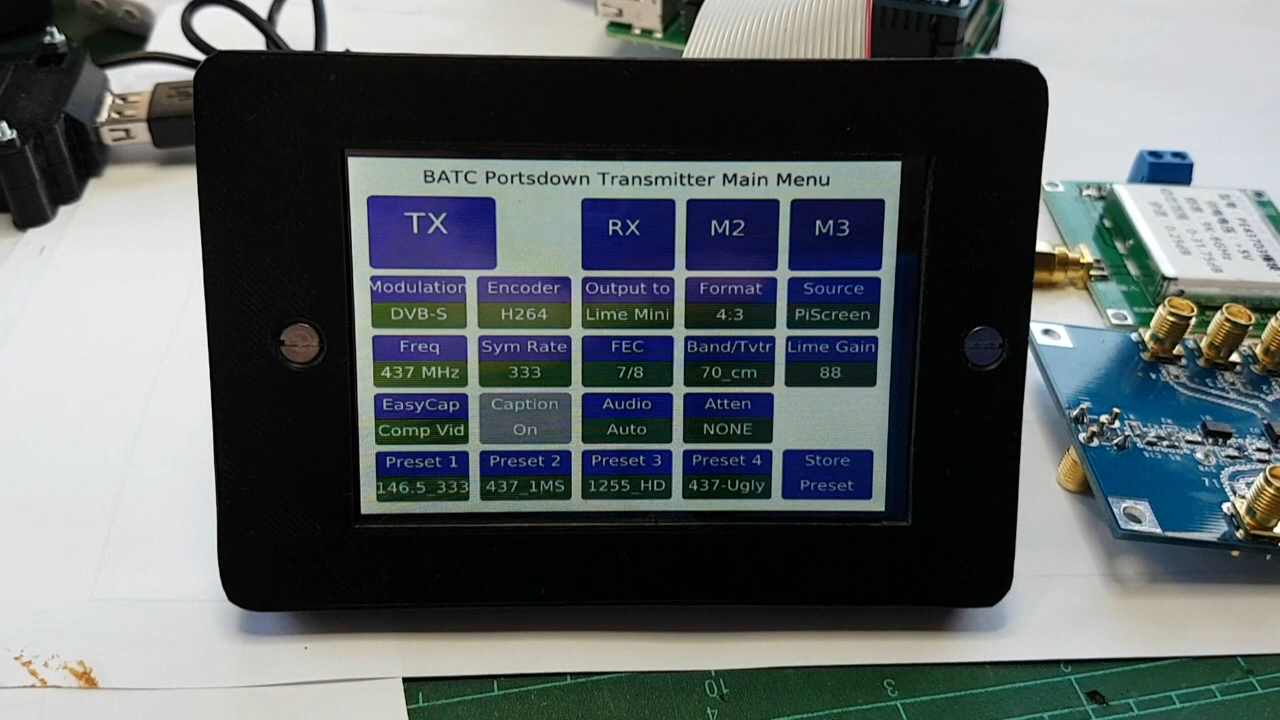 BATC Portsdown Transmitter Main Menu
TX RX M2 M3
Modulation Encoder Output to Format Source
DVB-S H264 Lime Mini 4:3 PiScreen
Freq Sym Rate FEC Band/Tvtr Lime Gain
437 MHz 333 7/8 70_cm 88
EasyCap Caption Audio Atten
Comp Vid On Auto NONE
Preset 1 Preset 2 Preset 3 Preset 4 Store
146.5_333 437_1MS 1255_HD 437-Ugly Preset
10
3
4